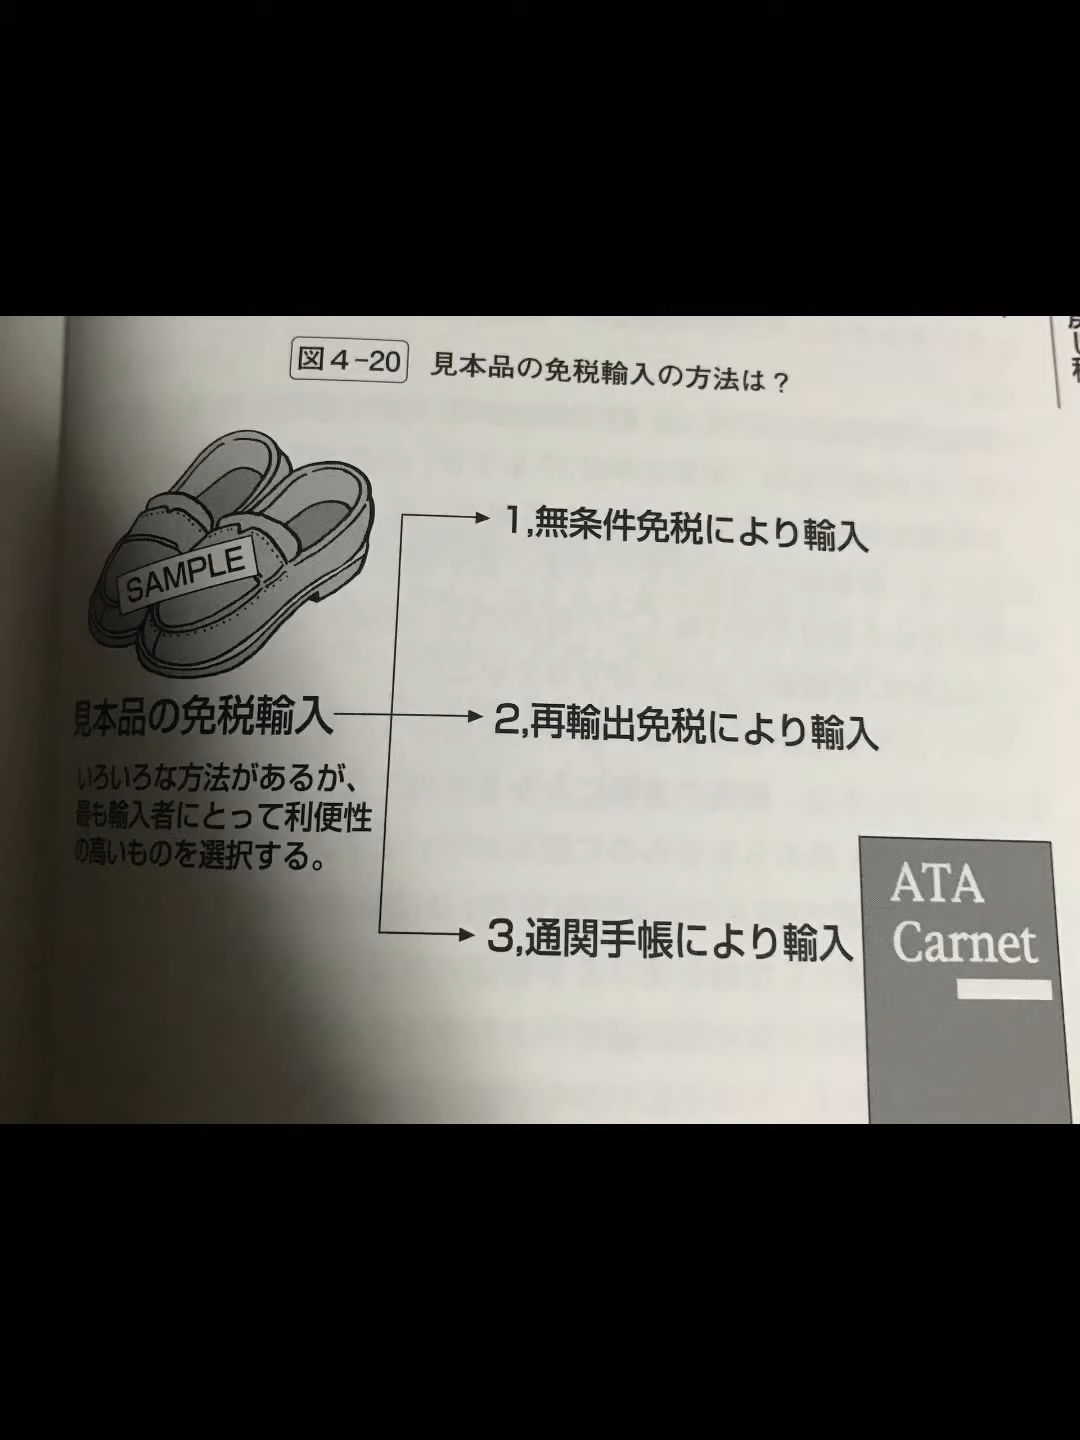 図4-20 見本品の免税輸入の方法は？
SAMPLE
1,無条件免税により輸入
見本品の免税輸入
2,再輸出免税により輸入
いろいろな方法があるが、
最も輸入者にとって利便性
の高いものを選択する。
3,通関手帳により輸入
ATA
Carnet